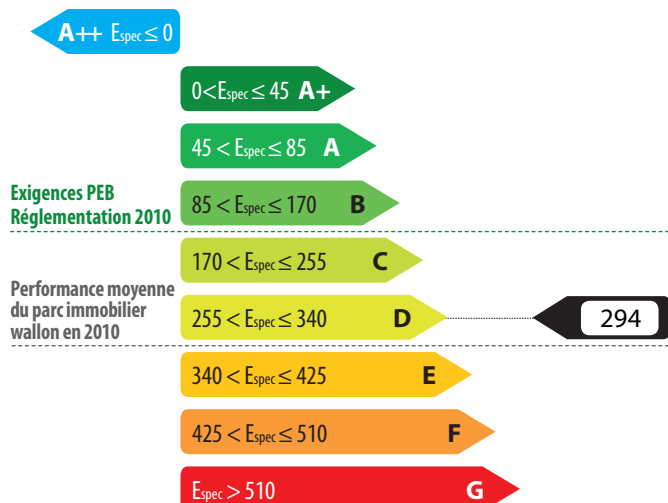 A++ Espec ≤ 0
0<Espec ≤ 45 A+
45 < Espec ≤ 85 A
Exigences PEB
Réglementation 2010
85 < Espec ≤ 170 B
170 < Espec ≤ 255 C
Performance moyenne
du parc immobilier
wallon en 2010
255 < Espec ≤ 340 D
294
340 < Espec ≤ 425 E
425 < Espec ≤ 510 F
Espec > 510 G